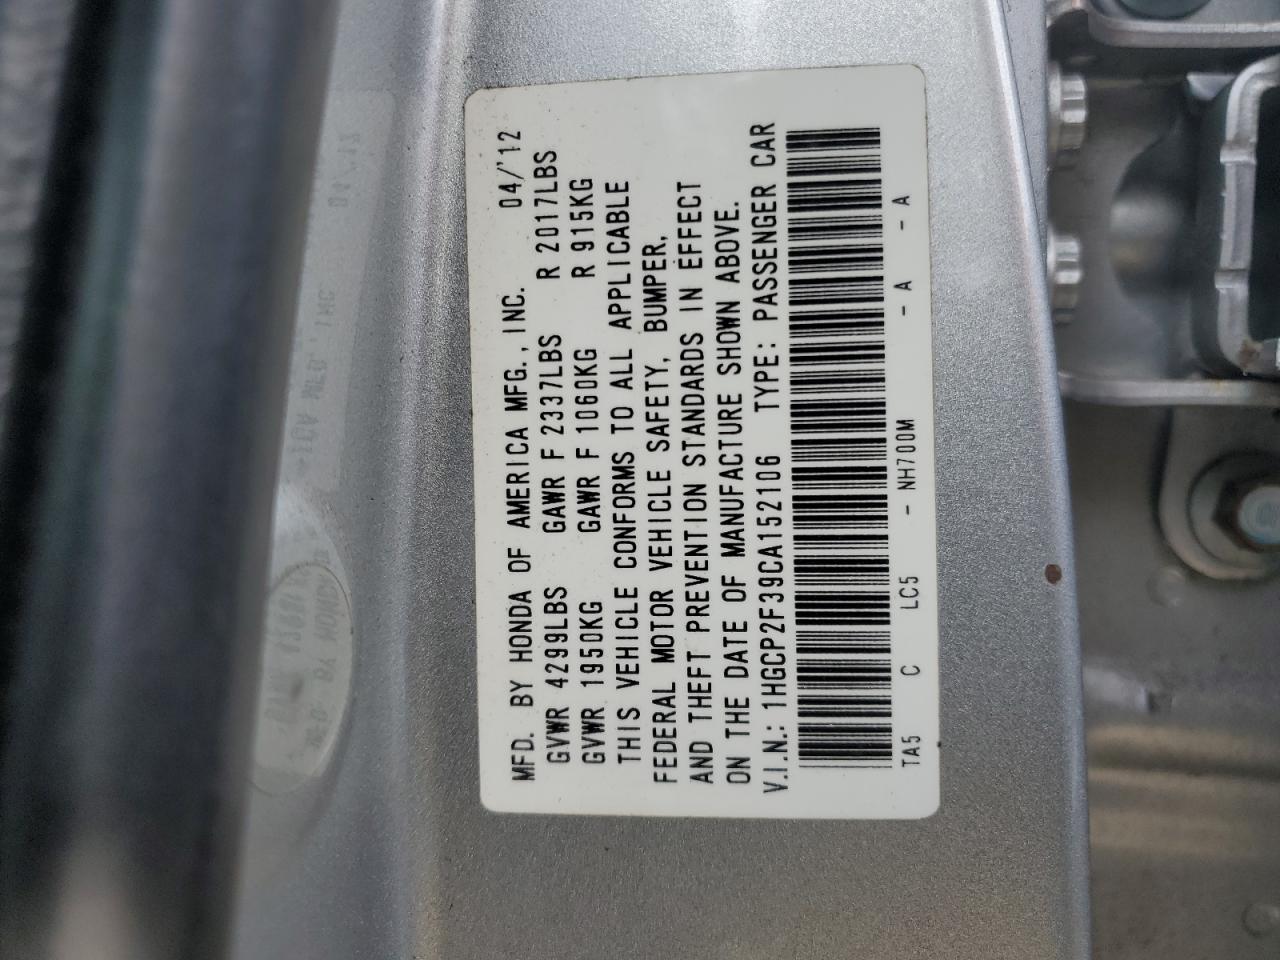 MFD. BY HONDA OF AMERICA MFG., INC. 04/'12
GVWR 4299LBS GAWR F 2337LBS R 2017LBS
GVWR 1950KG GAWR F 1060KG R 915KG
THIS VEHICLE CONFORMS TO ALL APPLICABLE
FEDERAL MOTOR VEHICLE SAFETY, BUMPER,
AND THEFT PREVENTION STANDARDS IN EFFECT
ON THE DATE OF MANUFACTURE SHOWN ABOVE.
V.I.N.: 1HGCP2F39CA152106 TYPE: PASSENGER CAR
TA5 C LC5 - NH700M - A - A